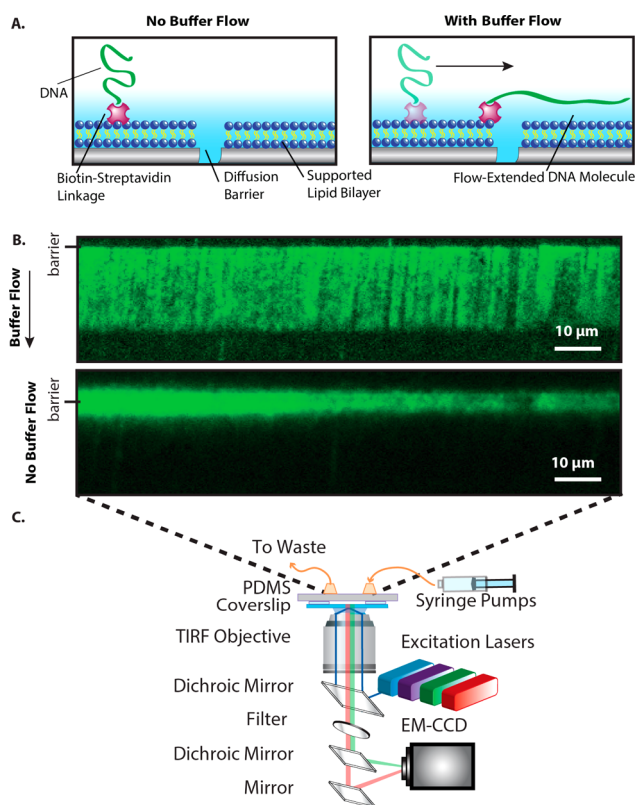 A.
No Buffer Flow
With Buffer Flow
DNA
Biotin-Streptavidin
Linkage
Diffusion
Barrier
Supported
Lipid Bilayer
Flow-Extended DNA Molecule
B.
barrier
Buffer Flow
10 µm
barrier
No Buffer Flow
10 µm
C.
To Waste
PDMS
Coverslip
Syringe Pumps
TIRF Objective
Excitation Lasers
Dichroic Mirror
Filter
EM-CCD
Dichroic Mirror
Mirror